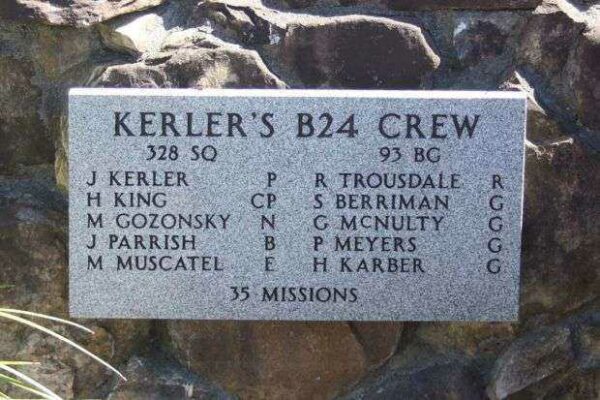 KERLER'S B24 CREW
328 SQ 93 BG
J KERLER P R TROUSDALE R
H KING CP S BERRIMAN G
M GOZONSKY N G MCNULTY G
J PARRISH B P MEYERS G
M MUSCATEL E H KARBER G
35 MISSIONS